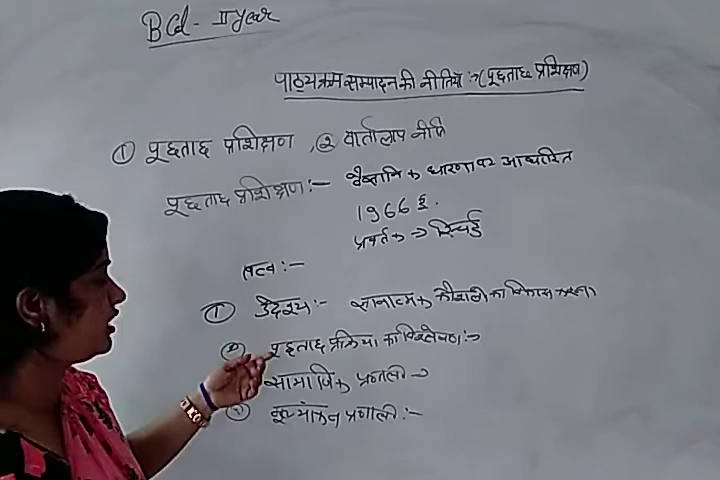 B.Ed - II year
पाठ्यक्रम सम्पादन की नीतियाँ :→ (पूछताछ प्रशिक्षण)
① पूछताछ प्रशिक्षण , ② वार्तालाप नीति
पूछताछ प्रशिक्षण :- वैज्ञानिक धारणा पर आधारित
1966 ई.
प्रवर्तक → रिचर्ड
तत्व :-
① उद्देश्य :- ज्ञानात्मक कौशलों का विकास करना
② पूछताछ प्रक्रिया का विश्लेषण :→
सामाजिक प्रणाली →
मूल्यांकन प्रणाली :-